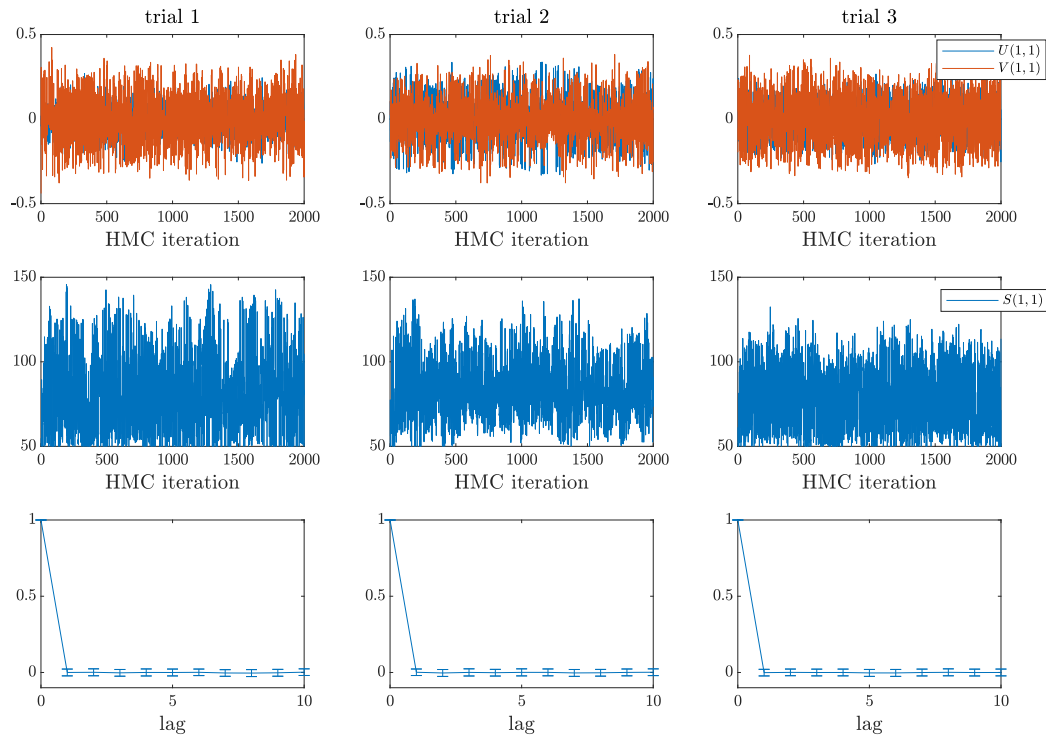 trial 1 trial 2 trial 3
0.5 0.5 0.5
U(1,1)
V(1,1)
0 0 0
-0.5 -0.5 -0.5
0 500 1000 1500 2000 0 500 1000 1500 2000 0 500 1000 1500 2000
HMC iteration HMC iteration HMC iteration
150 150 150
S(1,1)
100 100 100
50 50 50
0 500 1000 1500 2000 0 500 1000 1500 2000 0 500 1000 1500 2000
HMC iteration HMC iteration HMC iteration
1 1 1
0.5 0.5 0.5
0 0 0
0 5 10 0 5 10 0 5 10
lag lag lag